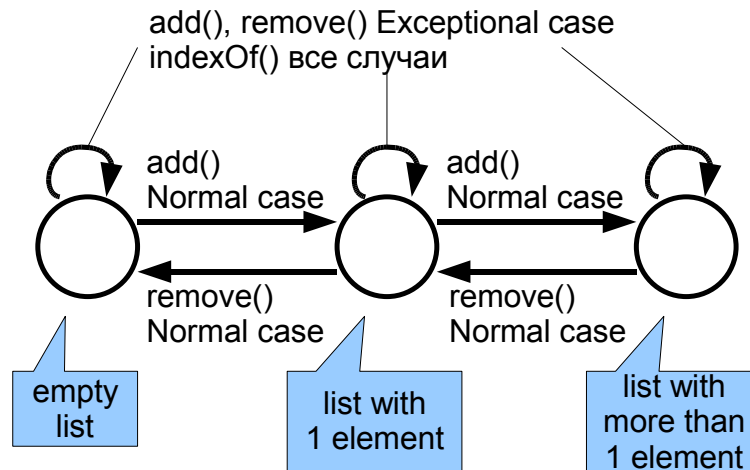 add(), remove() Exceptional case
indexOf() все случаи
add()
Normal case
add()
Normal case
remove()
Normal case
remove()
Normal case
empty
list
list with
1 element
list with
more than
1 element